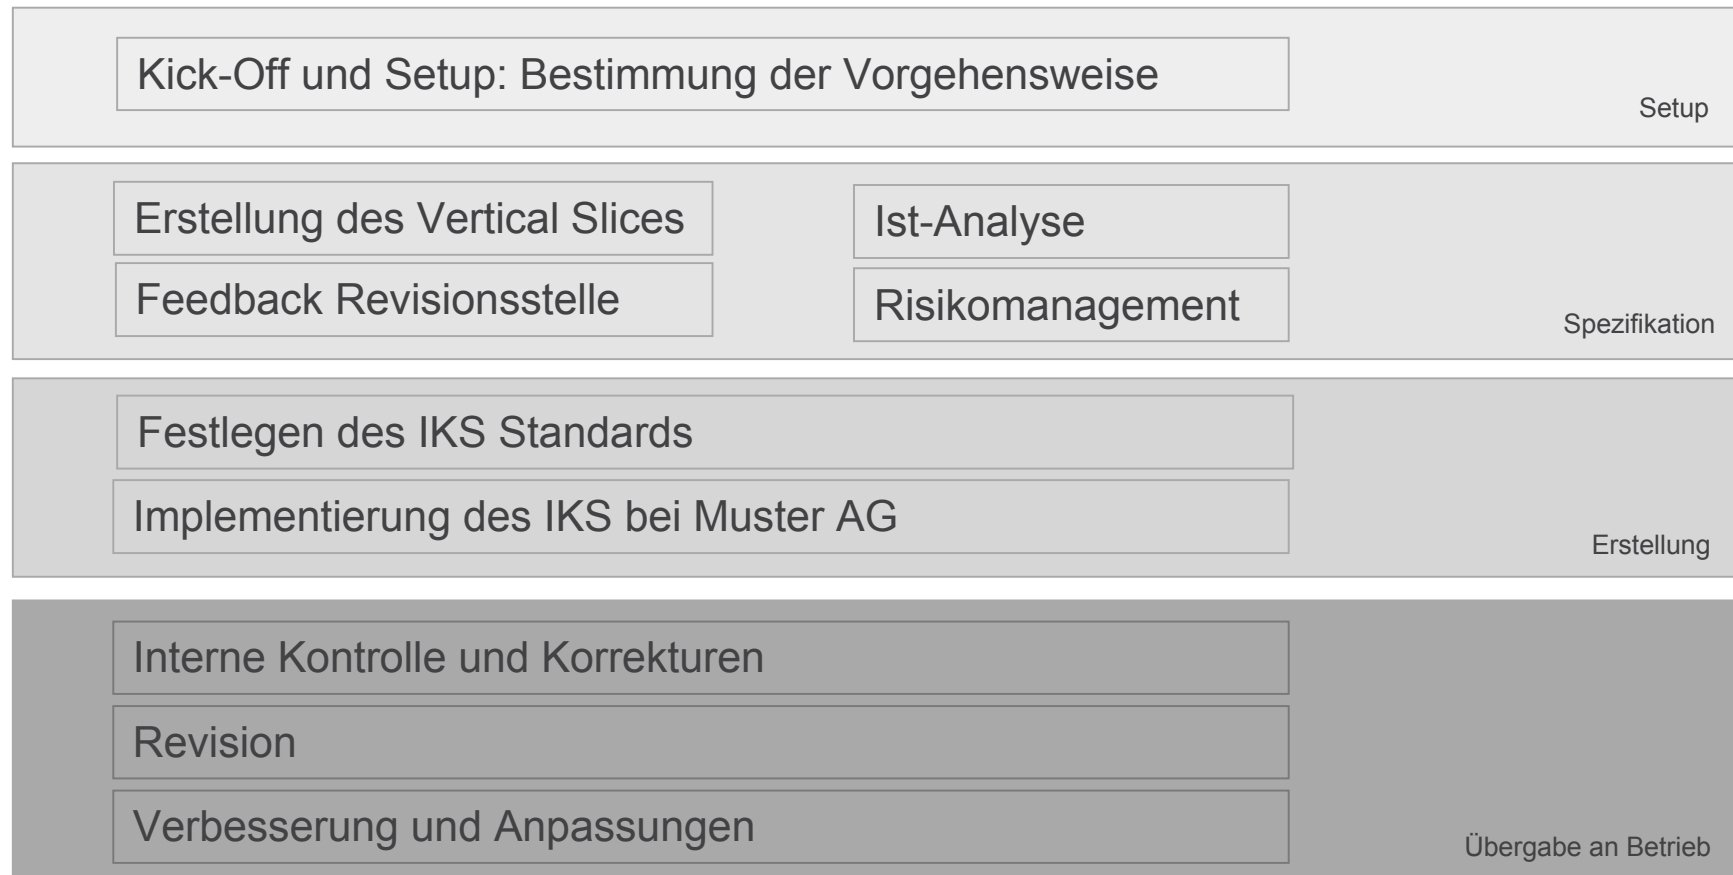 Kick-Off und Setup: Bestimmung der Vorgehensweise
Setup
Erstellung des Vertical Slices
Feedback Revisionsstelle
Ist-Analyse
Risikomanagement
Spezifikation
Festlegen des IKS Standards
Implementierung des IKS bei Muster AG
Erstellung
Interne Kontrolle und Korrekturen
Revision
Verbesserung und Anpassungen
Übergabe an Betrieb